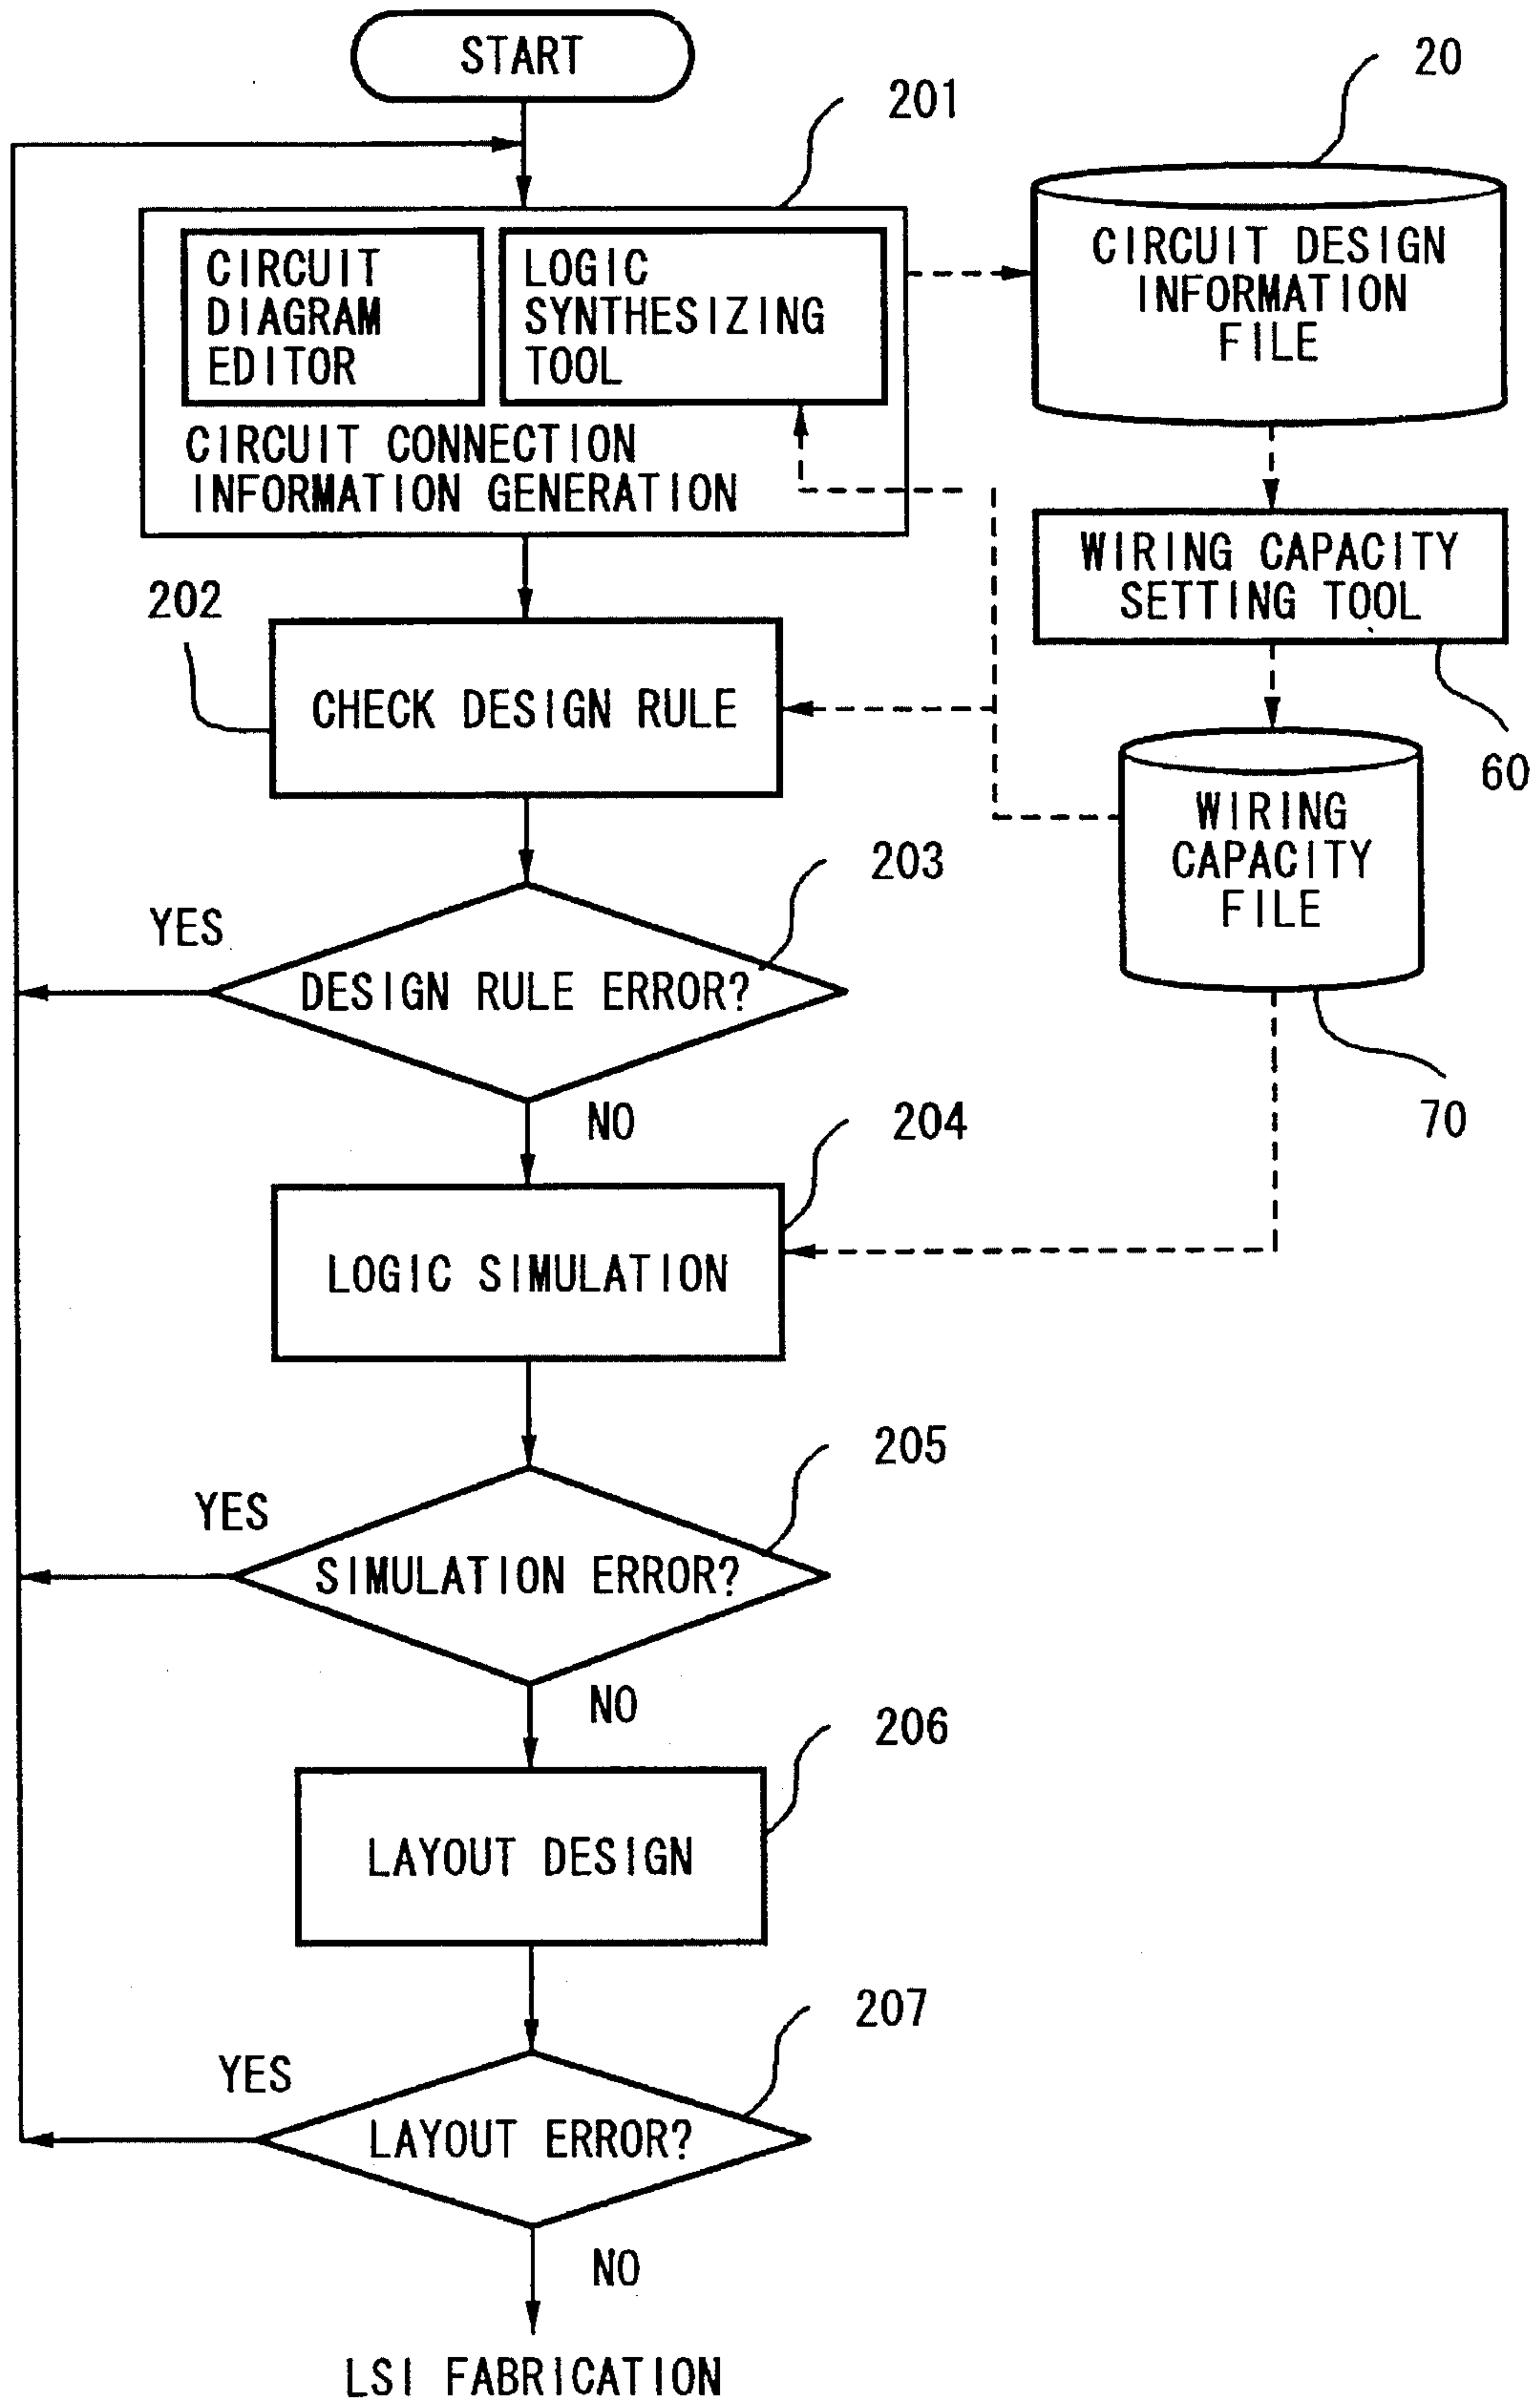 START
201
20
CIRCUIT
DIAGRAM
EDITOR
LOGIC
SYNTHESIZING
TOOL
CIRCUIT CONNECTION
INFORMATION GENERATION
CIRCUIT DESIGN
INFORMATION
FILE
WIRING CAPACITY
SETTING TOOL
60
202
CHECK DESIGN RULE
WIRING
CAPACITY
FILE
70
203
YES
DESIGN RULE ERROR?
NO
204
LOGIC SIMULATION
205
YES
SIMULATION ERROR?
NO
206
LAYOUT DESIGN
207
YES
LAYOUT ERROR?
NO
LSI FABRICATION